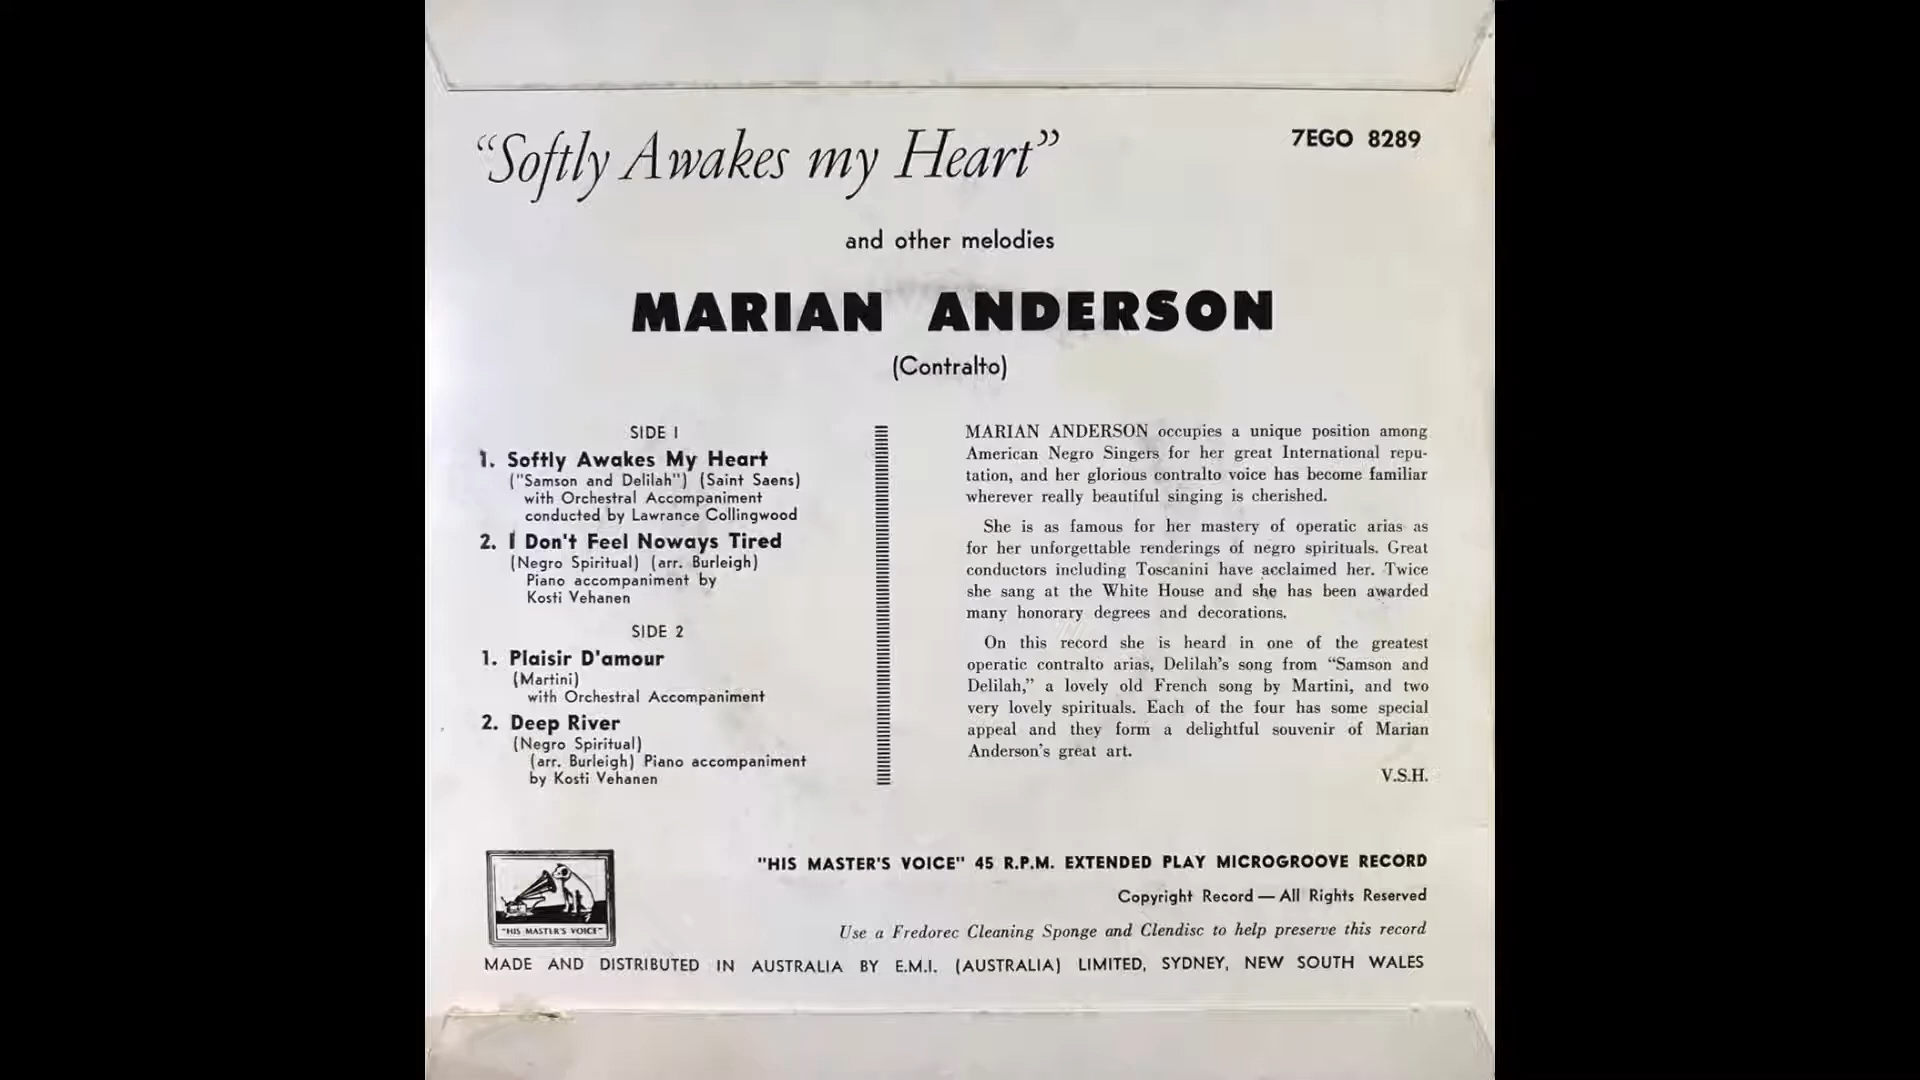 “Softly Awakes my Heart”
7EGO 8289
and other melodies
MARIAN ANDERSON
(Contralto)
SIDE 1
1. Softly Awakes My Heart
("Samson and Delilah") (Saint Saens)
with Orchestral Accompaniment
conducted by Lawrance Collingwood
2. I Don't Feel Noways Tired
(Negro Spiritual) (arr. Burleigh)
Piano accompaniment by
Kosti Vehanen
SIDE 2
1. Plaisir D'amour
(Martini)
with Orchestral Accompaniment
2. Deep River
(Negro Spiritual)
(arr. Burleigh) Piano accompaniment
by Kosti Vehanen
MARIAN ANDERSON occupies a unique position among
American Negro Singers for her great International repu-
tation, and her glorious contralto voice has become familiar
wherever really beautiful singing is cherished.
She is as famous for her mastery of operatic arias as
for her unforgettable renderings of negro spirituals. Great
conductors including Toscanini have acclaimed her. Twice
she sang at the White House and she has been awarded
many honorary degrees and decorations.
On this record she is heard in one of the greatest
operatic contralto arias, Delilah's song from “Samson and
Delilah,” a lovely old French song by Martini, and two
very lovely spirituals. Each of the four has some special
appeal and they form a delightful souvenir of Marian
Anderson's great art.
V.S.H.
"HIS MASTER'S VOICE"
"HIS MASTER'S VOICE" 45 R.P.M. EXTENDED PLAY MICROGROOVE RECORD
Copyright Record — All Rights Reserved
Use a Fredorec Cleaning Sponge and Clendisc to help preserve this record
MADE AND DISTRIBUTED IN AUSTRALIA BY E.M.I. (AUSTRALIA) LIMITED, SYDNEY, NEW SOUTH WALES